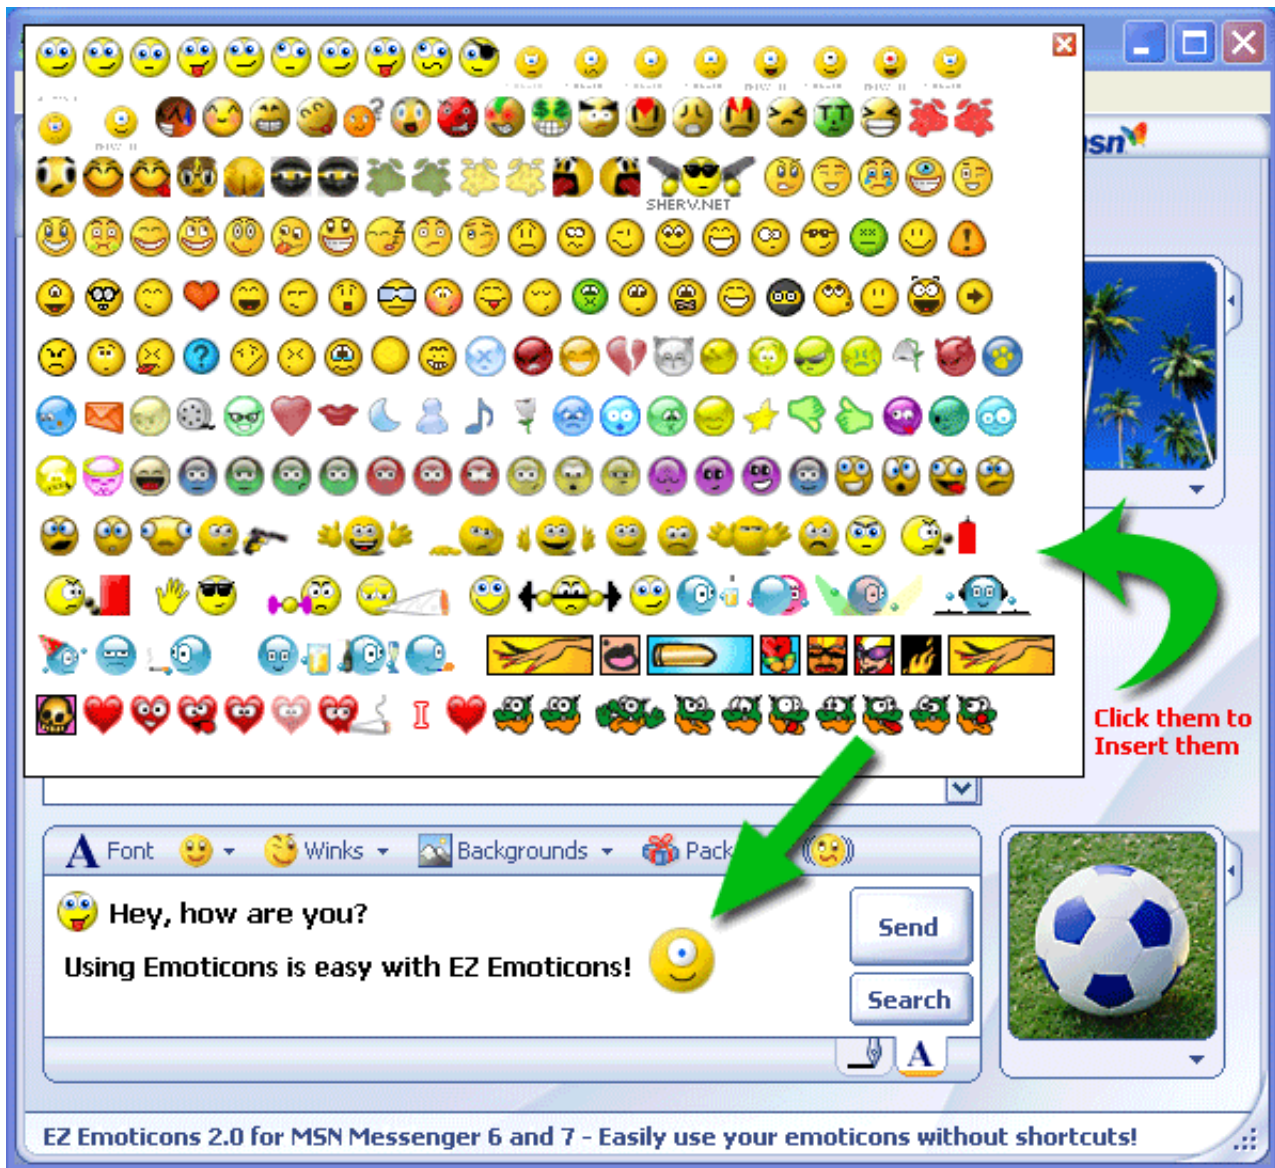 msn
SHERV.NET
Click them to
Insert them
Font
Winks
Backgrounds
Pack
Hey, how are you?
Using Emoticons is easy with EZ Emoticons!
Send
Search
A
EZ Emoticons 2.0 for MSN Messenger 6 and 7 - Easily use your emoticons without shortcuts!